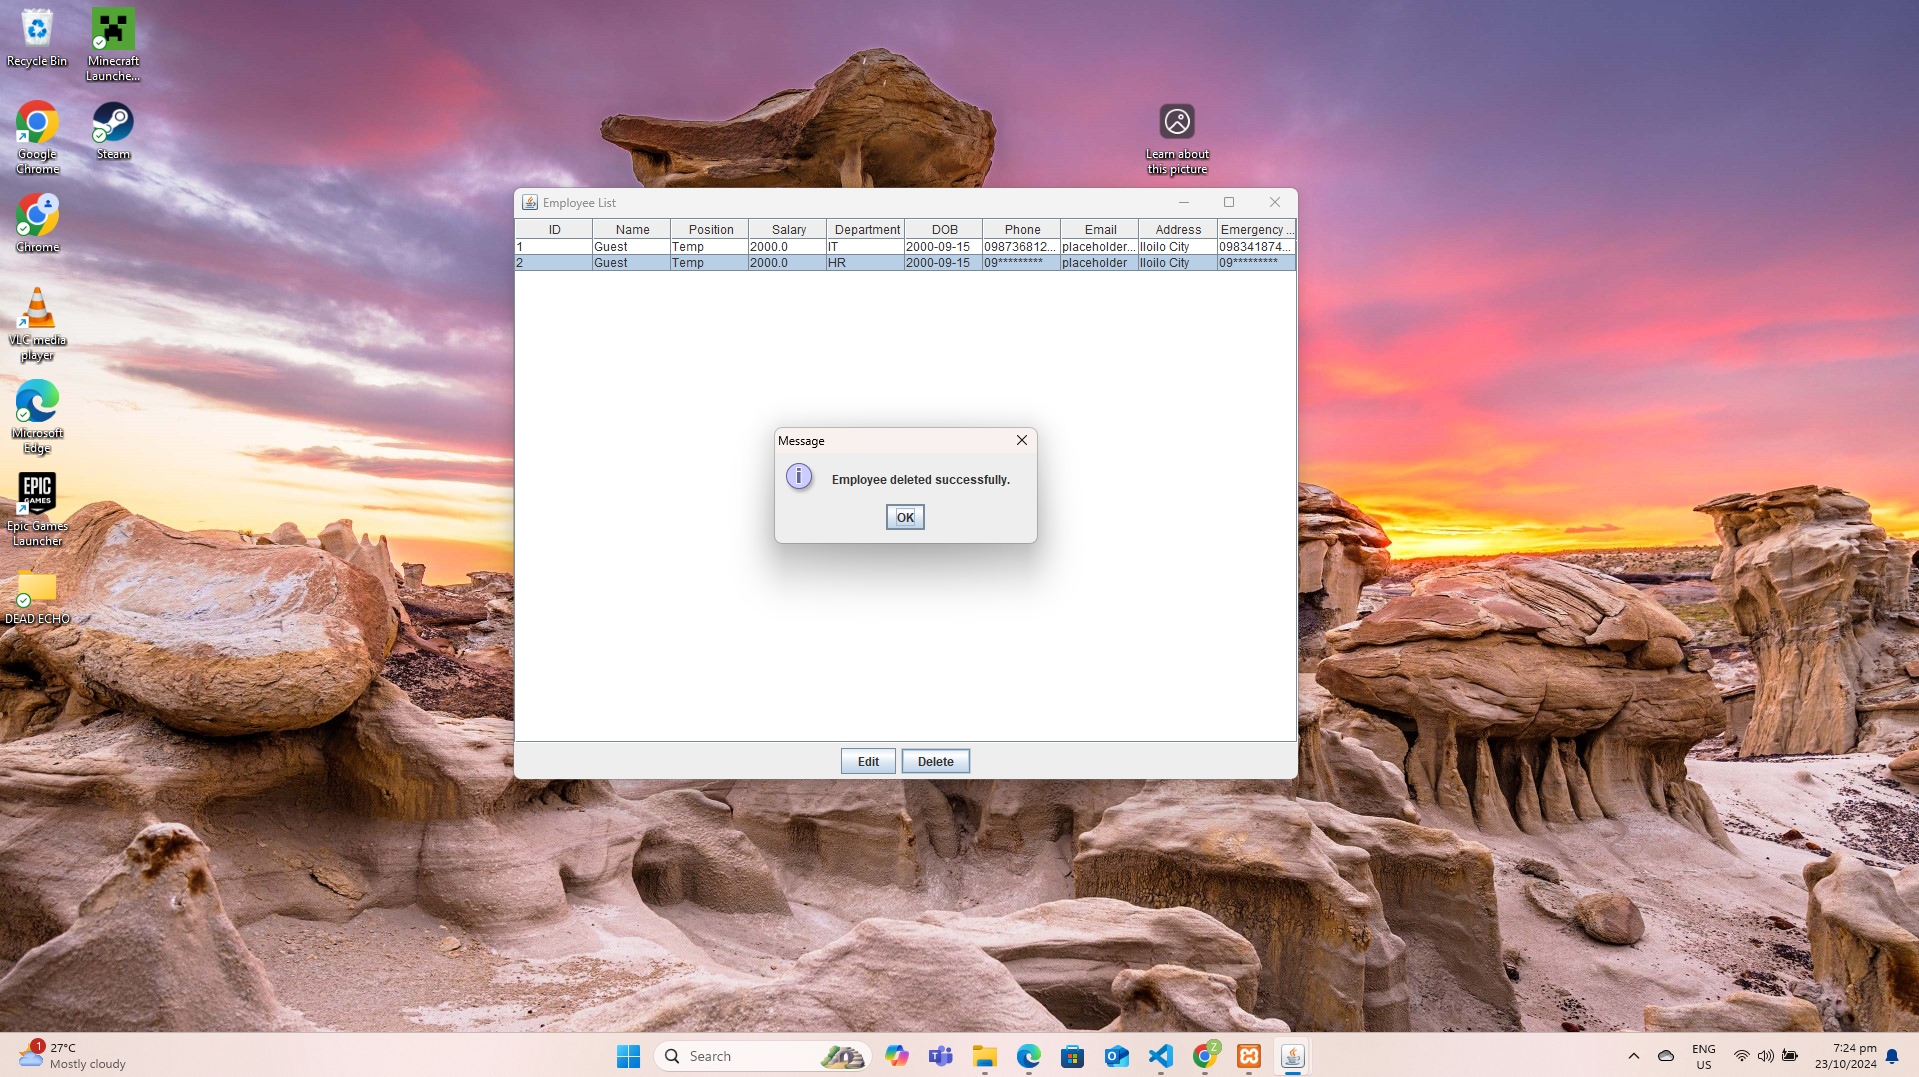 Recycle Bin
Minecraft
Launche...
Google
Chrome
Steam
Chrome
VLC media
player
Microsoft
Edge
EPIC
GAMES
Epic Games
Launcher
DEAD ECHO
Learn about
this picture
Employee List
ID Name Position Salary Department DOB Phone Email Address Emergency ...
1 Guest Temp 2000.0 IT 2000-09-15 098736812... placeholder... Iloilo City 098341874...
2 Guest Temp 2000.0 HR 2000-09-15 09********* placeholder Iloilo City 09*********
Message
Employee deleted successfully.
OK
Edit Delete
1
27°C
Mostly cloudy
Search
Z
ENG
US
7:24 pm
23/10/2024